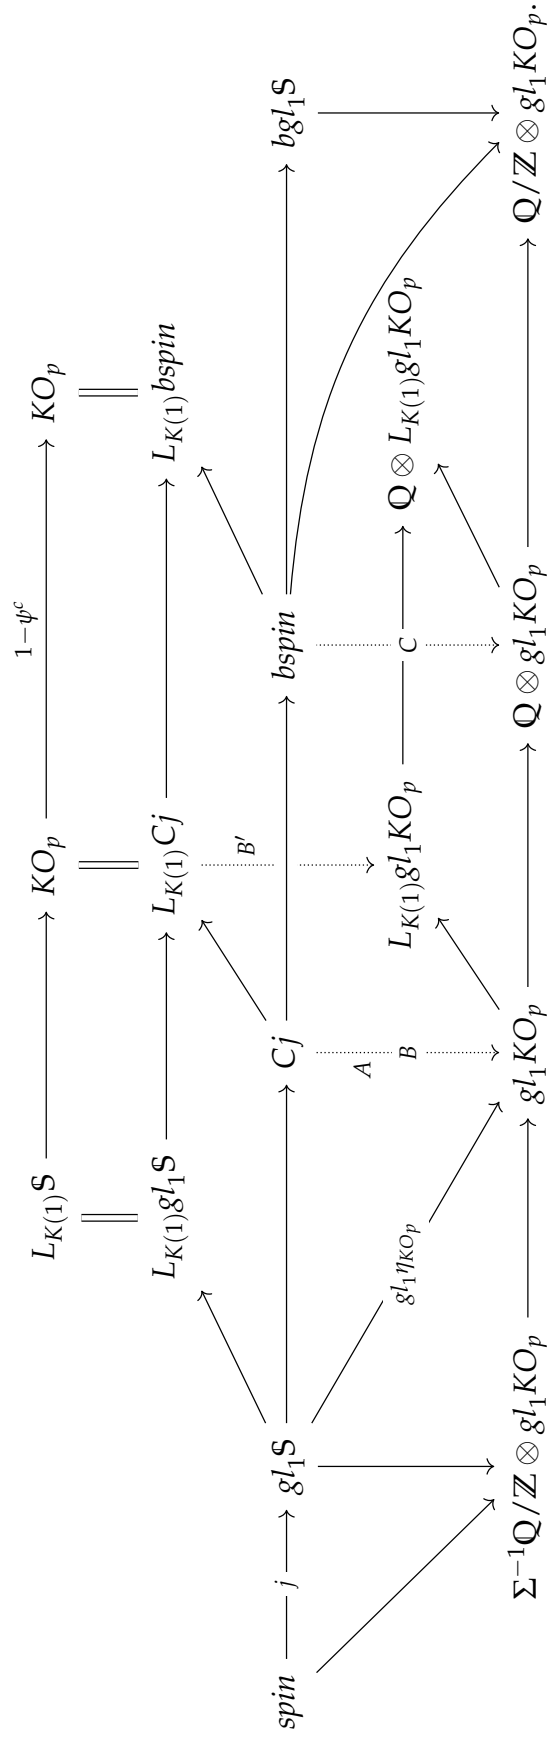 L_{K(1)}𝕊 KO_p 1−ψ^c KO_p
L_{K(1)}gl_1𝕊 L_{K(1)}Cj L_{K(1)}bspin
B′
spin j gl_1𝕊 Cj bspin bgl_1𝕊
A
gl_1η_{KO_p} B L_{K(1)}gl_1KO_p C ℚ ⊗ L_{K(1)}gl_1KO_p
Σ^{−1}ℚ/ℤ ⊗ gl_1KO_p gl_1KO_p ℚ ⊗ gl_1KO_p ℚ/ℤ ⊗ gl_1KO_p.